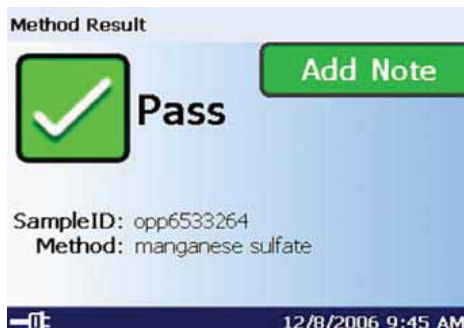 Method Result
Add Note
Pass
SampleID: opp6533264
Method: manganese sulfate
12/8/2006 9:45 AM